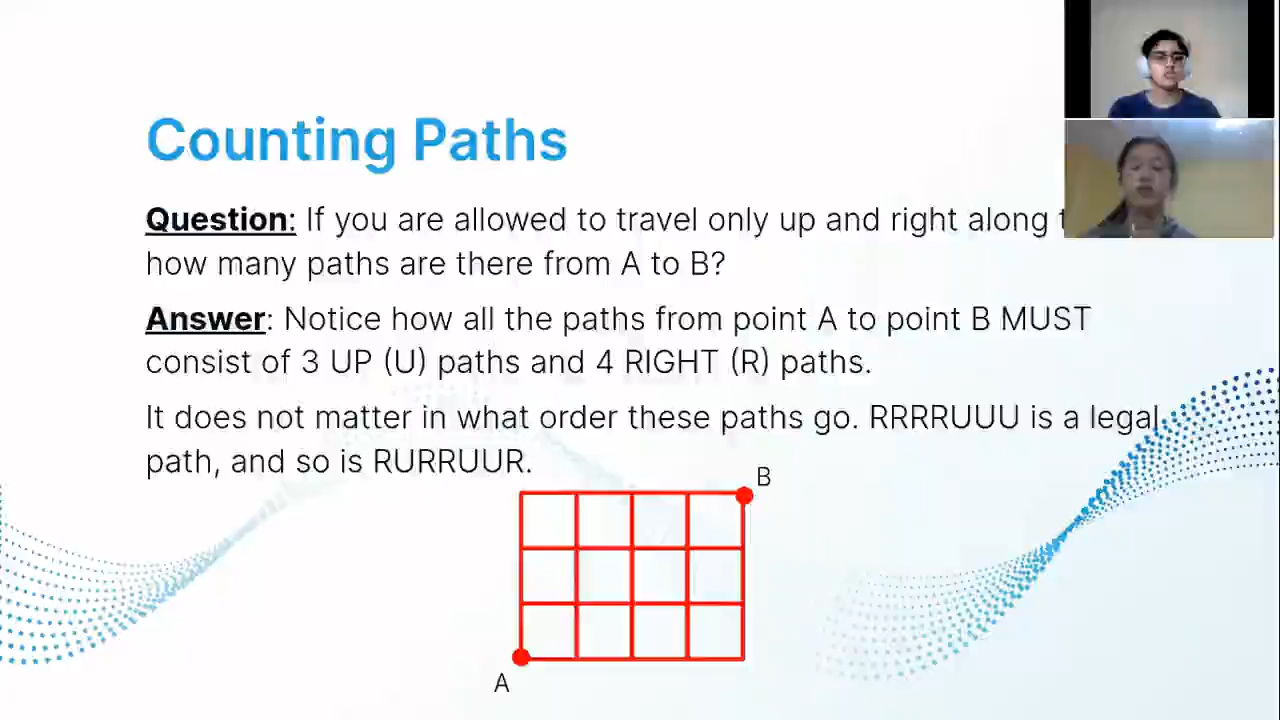 Counting Paths
Question: If you are allowed to travel only up and right along
how many paths are there from A to B?
Answer: Notice how all the paths from point A to point B MUST
consist of 3 UP (U) paths and 4 RIGHT (R) paths.
It does not matter in what order these paths go. RRRRUUU is a legal
path, and so is RURRUUR.
B
A